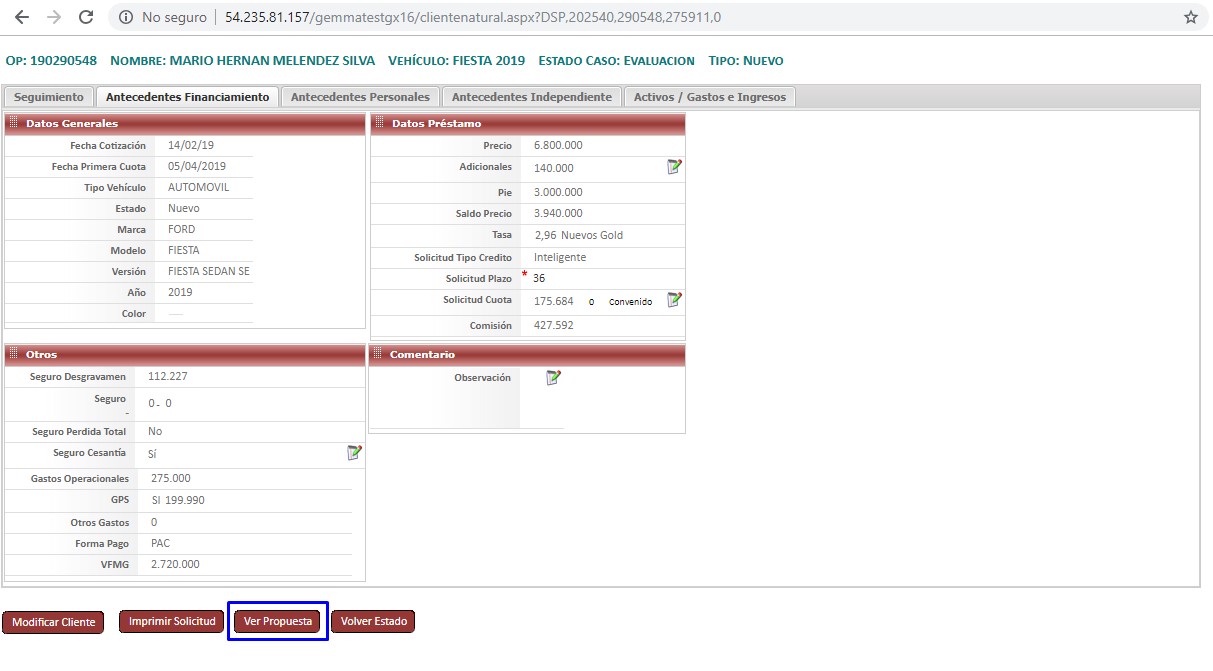 No seguro
54.235.81.157/gemmatestgx16/clientenatural.aspx?DSP,202540,290548,275911,0
OP: 190290548 NOMBRE: MARIO HERNAN MELENDEZ SILVA VEHÍCULO: FIESTA 2019 ESTADO CASO: EVALUACION TIPO: NUEVO
Seguimiento Antecedentes Financiamiento Antecedentes Personales Antecedentes Independiente Activos / Gastos e Ingresos
Datos Generales
Fecha Cotización 14/02/19
Fecha Primera Cuota 05/04/2019
Tipo Vehículo AUTOMOVIL
Estado Nuevo
Marca FORD
Modelo FIESTA
Versión FIESTA SEDAN SE
Año 2019
Color
Datos Préstamo
Precio 6.800.000
Adicionales 140.000
Pie 3.000.000
Saldo Precio 3.940.000
Tasa 2,96 Nuevos Gold
Solicitud Tipo Credito Inteligente
Solicitud Plazo * 36
Solicitud Cuota 175.684 0 Convenido
Comisión 427.592
Otros
Seguro Desgravamen 112.227
Seguro - 0 - 0
Seguro Perdida Total No
Seguro Cesantía Sí
Gastos Operacionales 275.000
GPS SI 199.990
Otros Gastos 0
Forma Pago PAC
VFMG 2.720.000
Comentario
Observación
Modificar Cliente Imprimir Solicitud Ver Propuesta Volver Estado